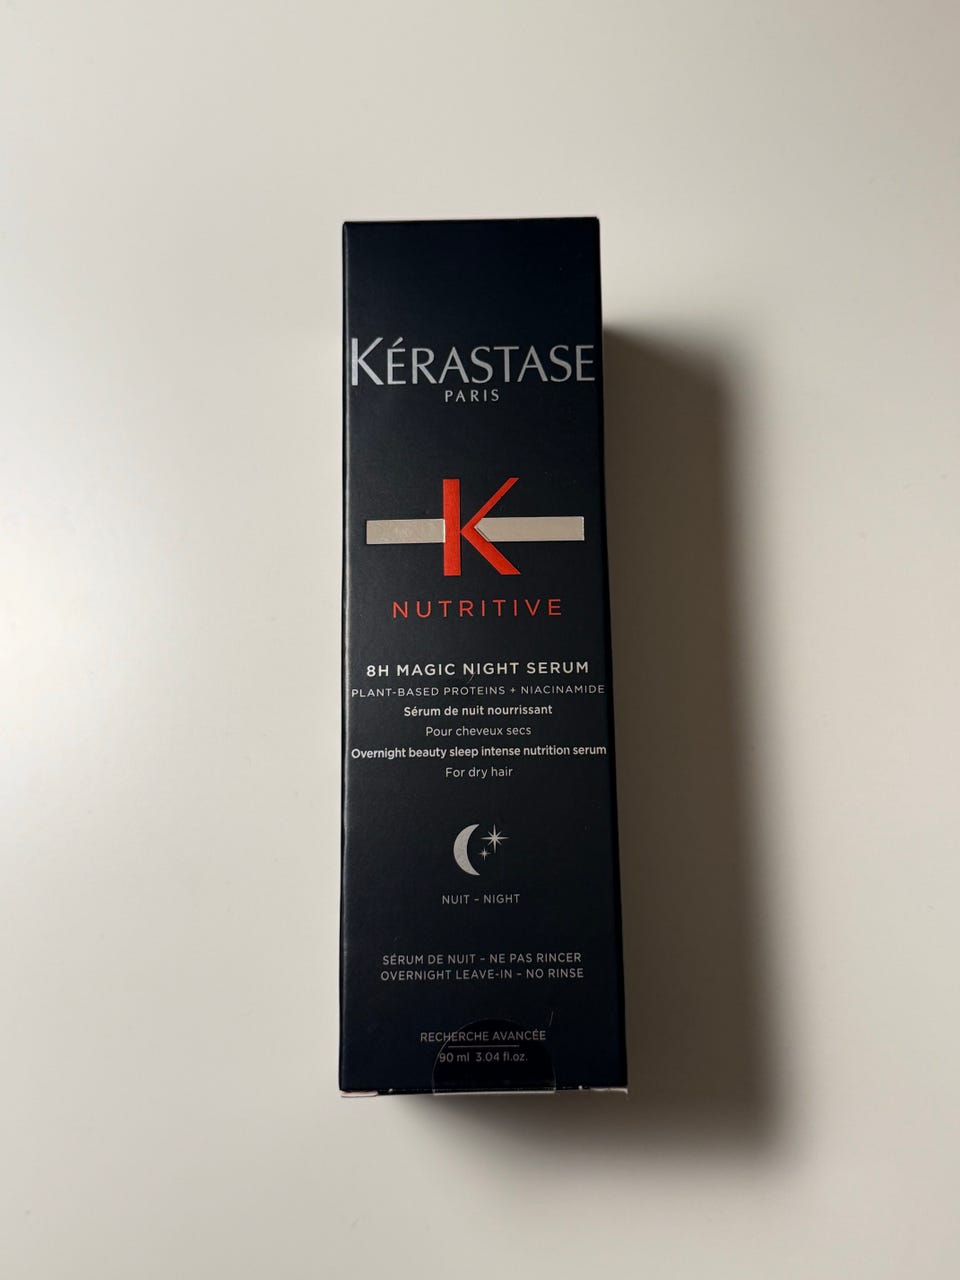 KÉRASTASE
PARIS
K
NUTRITIVE
8H MAGIC NIGHT SERUM
PLANT-BASED PROTEINS + NIACINAMIDE
Sérum de nuit nourrissant
Pour cheveux secs
Overnight beauty sleep intense nutrition serum
For dry hair
NUIT - NIGHT
SÉRUM DE NUIT - NE PAS RINCER
OVERNIGHT LEAVE-IN - NO RINSE
RECHERCHE AVANCÉE
90 ml 3.04 fl.oz.